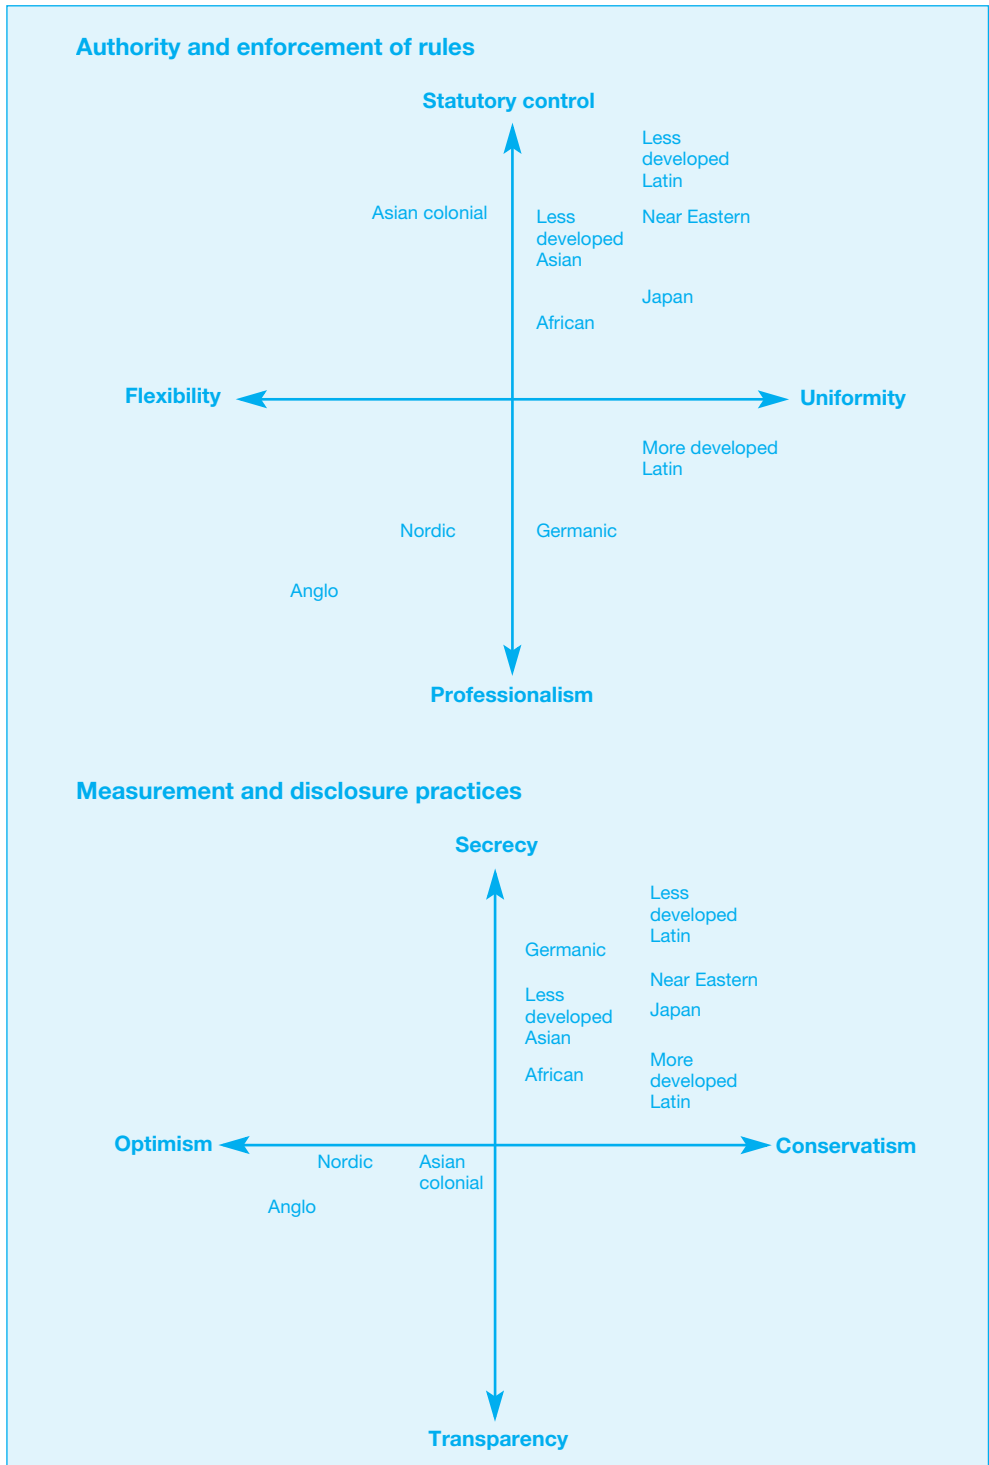 Authority and enforcement of rules
Statutory control
Less
developed
Latin
Asian colonial
Less
developed
Asian
Near Eastern
Japan
African
Flexibility
Uniformity
More developed
Latin
Nordic
Germanic
Anglo
Professionalism
Measurement and disclosure practices
Secrecy
Less
developed
Latin
Germanic
Near Eastern
Less
developed
Asian
Japan
African
More
developed
Latin
Optimism
Conservatism
Nordic
Asian
colonial
Anglo
Transparency